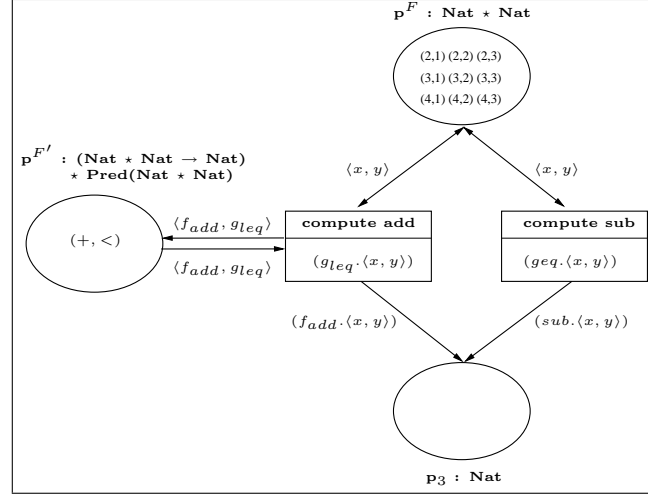 p^F : Nat ⋆ Nat
(2,1) (2,2) (2,3)
(3,1) (3,2) (3,3)
(4,1) (4,2) (4,3)
p^F′ : (Nat ⋆ Nat → Nat)
⋆ Pred(Nat ⋆ Nat)
⟨x, y⟩
⟨x, y⟩
(+, <)
⟨f_add, g_leq⟩
⟨f_add, g_leq⟩
compute add
(g_leq.⟨x, y⟩)
compute sub
(geq.⟨x, y⟩)
(f_add.⟨x, y⟩)
(sub.⟨x, y⟩)
p_3 : Nat